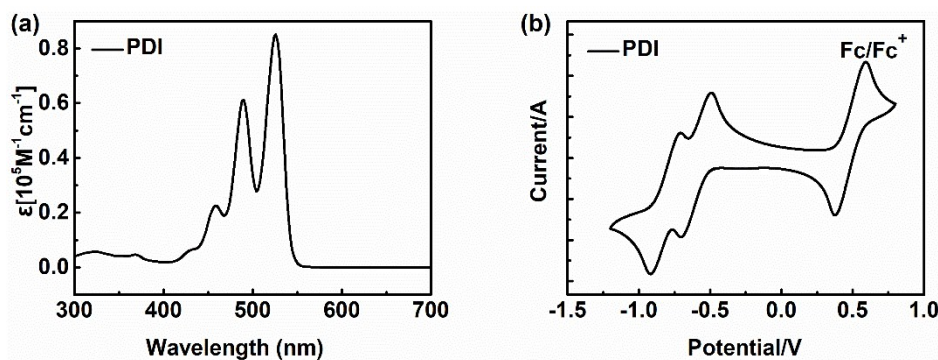 (a)
PDI
ε[10⁵M⁻¹cm⁻¹]
0.8
0.6
0.4
0.2
0.0
300 400 500 600 700
Wavelength (nm)
(b)
PDI
Fc/Fc⁺
Current/A
-1.5 -1.0 -0.5 0.0 0.5 1.0
Potential/V